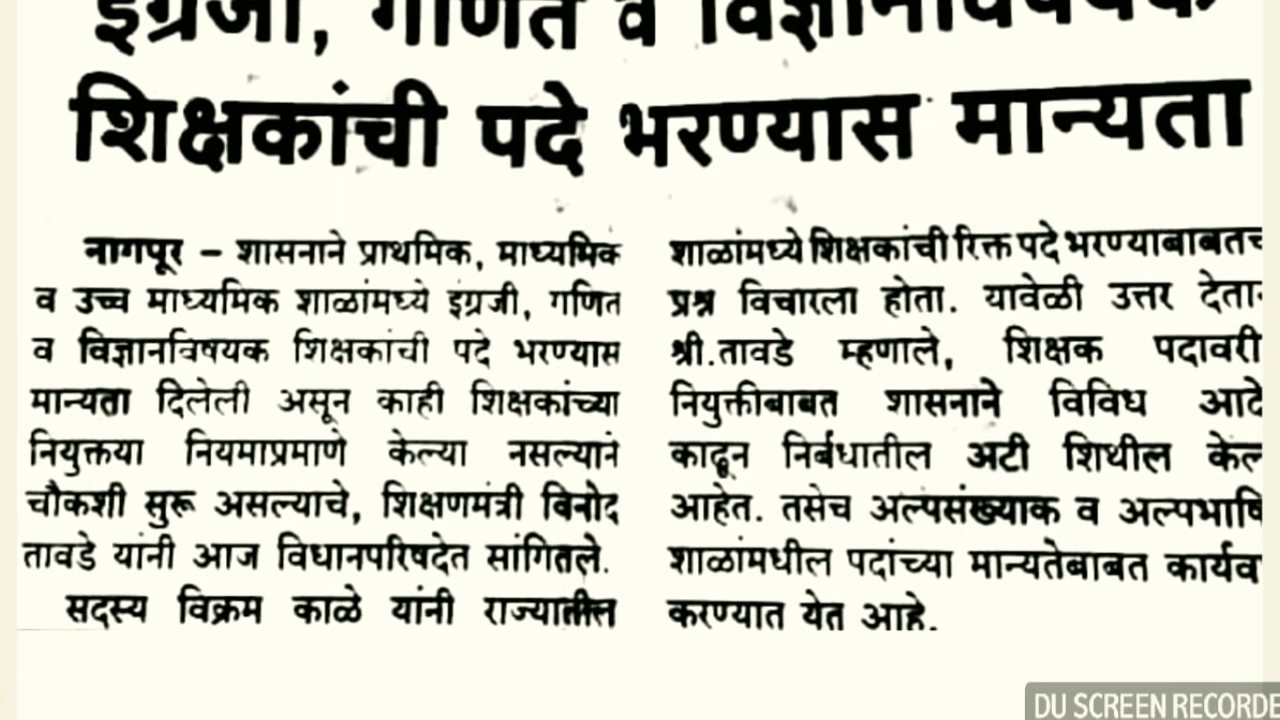 इंग्रजी, गणित व विज्ञानविषयक
शिक्षकांची पदे भरण्यास मान्यता
नागपूर – शासनाने प्राथमिक, माध्यमिक
व उच्च माध्यमिक शाळांमध्ये इंग्रजी, गणित
व विज्ञानविषयक शिक्षकांची पदे भरण्यास
मान्यता दिलेली असून काही शिक्षकांच्या
नियुक्तया नियमाप्रमाणे केल्या नसल्याने
चौकशी सुरू असल्याचे, शिक्षणमंत्री विनोद
तावडे यांनी आज विधानपरिषदेत सांगितले.
सदस्य विक्रम काळे यांनी राज्यातील
शाळांमध्ये शिक्षकांची रिक्त पदे भरण्याबाबतच
प्रश्न विचारला होता. यावेळी उत्तर देता
श्री.तावडे म्हणाले, शिक्षक पदावरी
नियुक्तीबाबत शासनाने विविध आदे
काढून निर्बंधातील अटी शिथील केल
आहेत. तसेच अल्पसंख्याक व अल्पभाषि
शाळांमधील पदांच्या मान्यतेबाबत कार्यव
करण्यात येत आहे.
DU SCREEN RECORDE